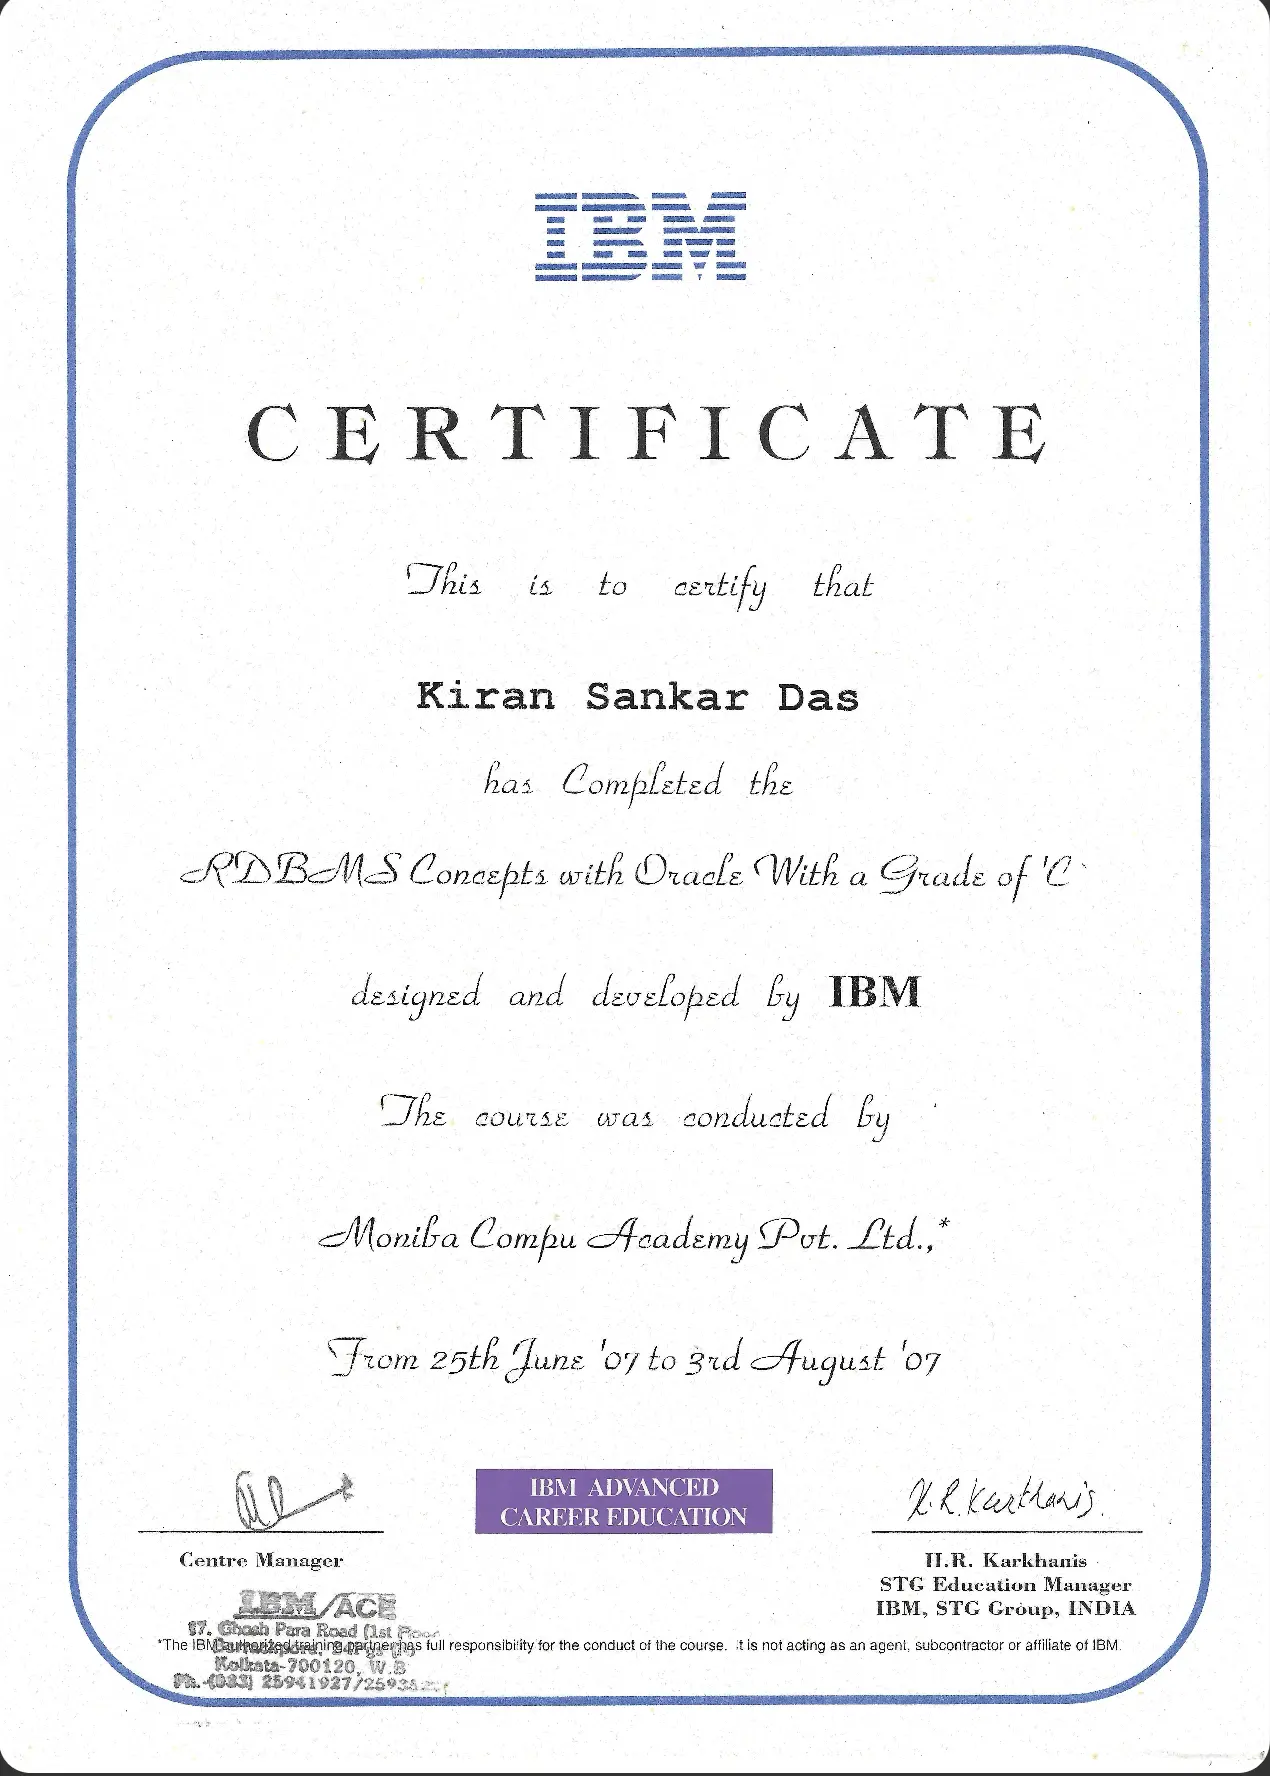 IBM
CERTIFICATE
This is to certify that
Kiran Sankar Das
has Completed the
RDBMS Concepts with Oracle With a Grade of 'C'
designed and developed by IBM
The course was conducted by
Moniba Compu Academy Pvt. Ltd.,*
From 25th June '07 to 3rd August '07
IBM ADVANCED
CAREER EDUCATION
H.R. Karkhanis
Centre Manager
H.R. Karkhanis
STG Education Manager
IBM, STG Group, INDIA
IBM/ACE
Ghosh Para Road (1st Floor
*The IBM authorized training partner has full responsibility for the conduct of the course. It is not acting as an agent, subcontractor or affiliate of IBM.
Kolkata-700120, W.B
Ph.-(033) 25941927/